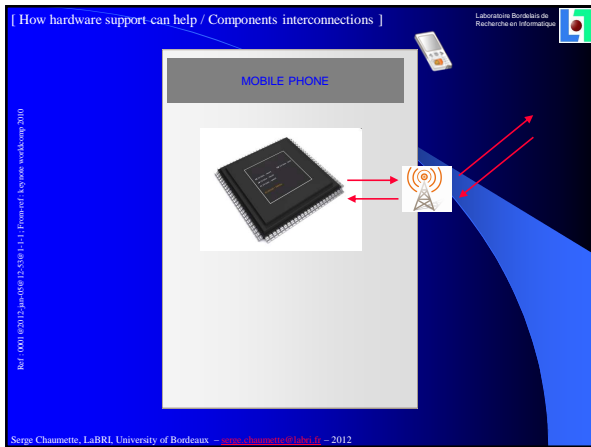 [ How hardware support can help / Components interconnections ]
Laboratoire Bordelais de
Recherche en Informatique
MOBILE PHONE
Ref : 0001@2012-jan-05@12-53@1-1-1 ; From-ref : keynote worldcomp 2010
Serge Chaumette, LaBRI, University of Bordeaux – serge.chaumette@labri.fr – 2012